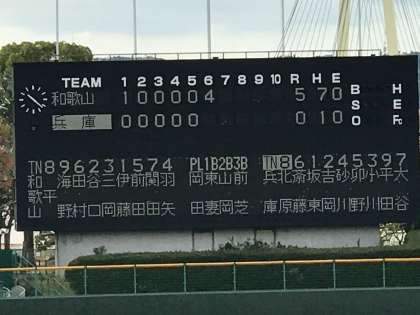 TEAM 1 2 3 4 5 6 7 8 9 10 R H E
和歌山 1 0 0 0 0 4 5 7 0
兵庫 0 0 0 0 0 0 1 0
B S O
H E Fc
TN 8 9 6 2 3 1 5 7 4 PL 1B 2B 3B TN 8 6 1 2 4 5 3 9 7
和歌山 海野 田村 谷口 三岡 伊藤 前田 関田 羽矢 平 岡田 東妻 山岡 前芝 兵庫 北原 斎藤 坂東 吉岡 砂川 卯野 小川 平田 大谷